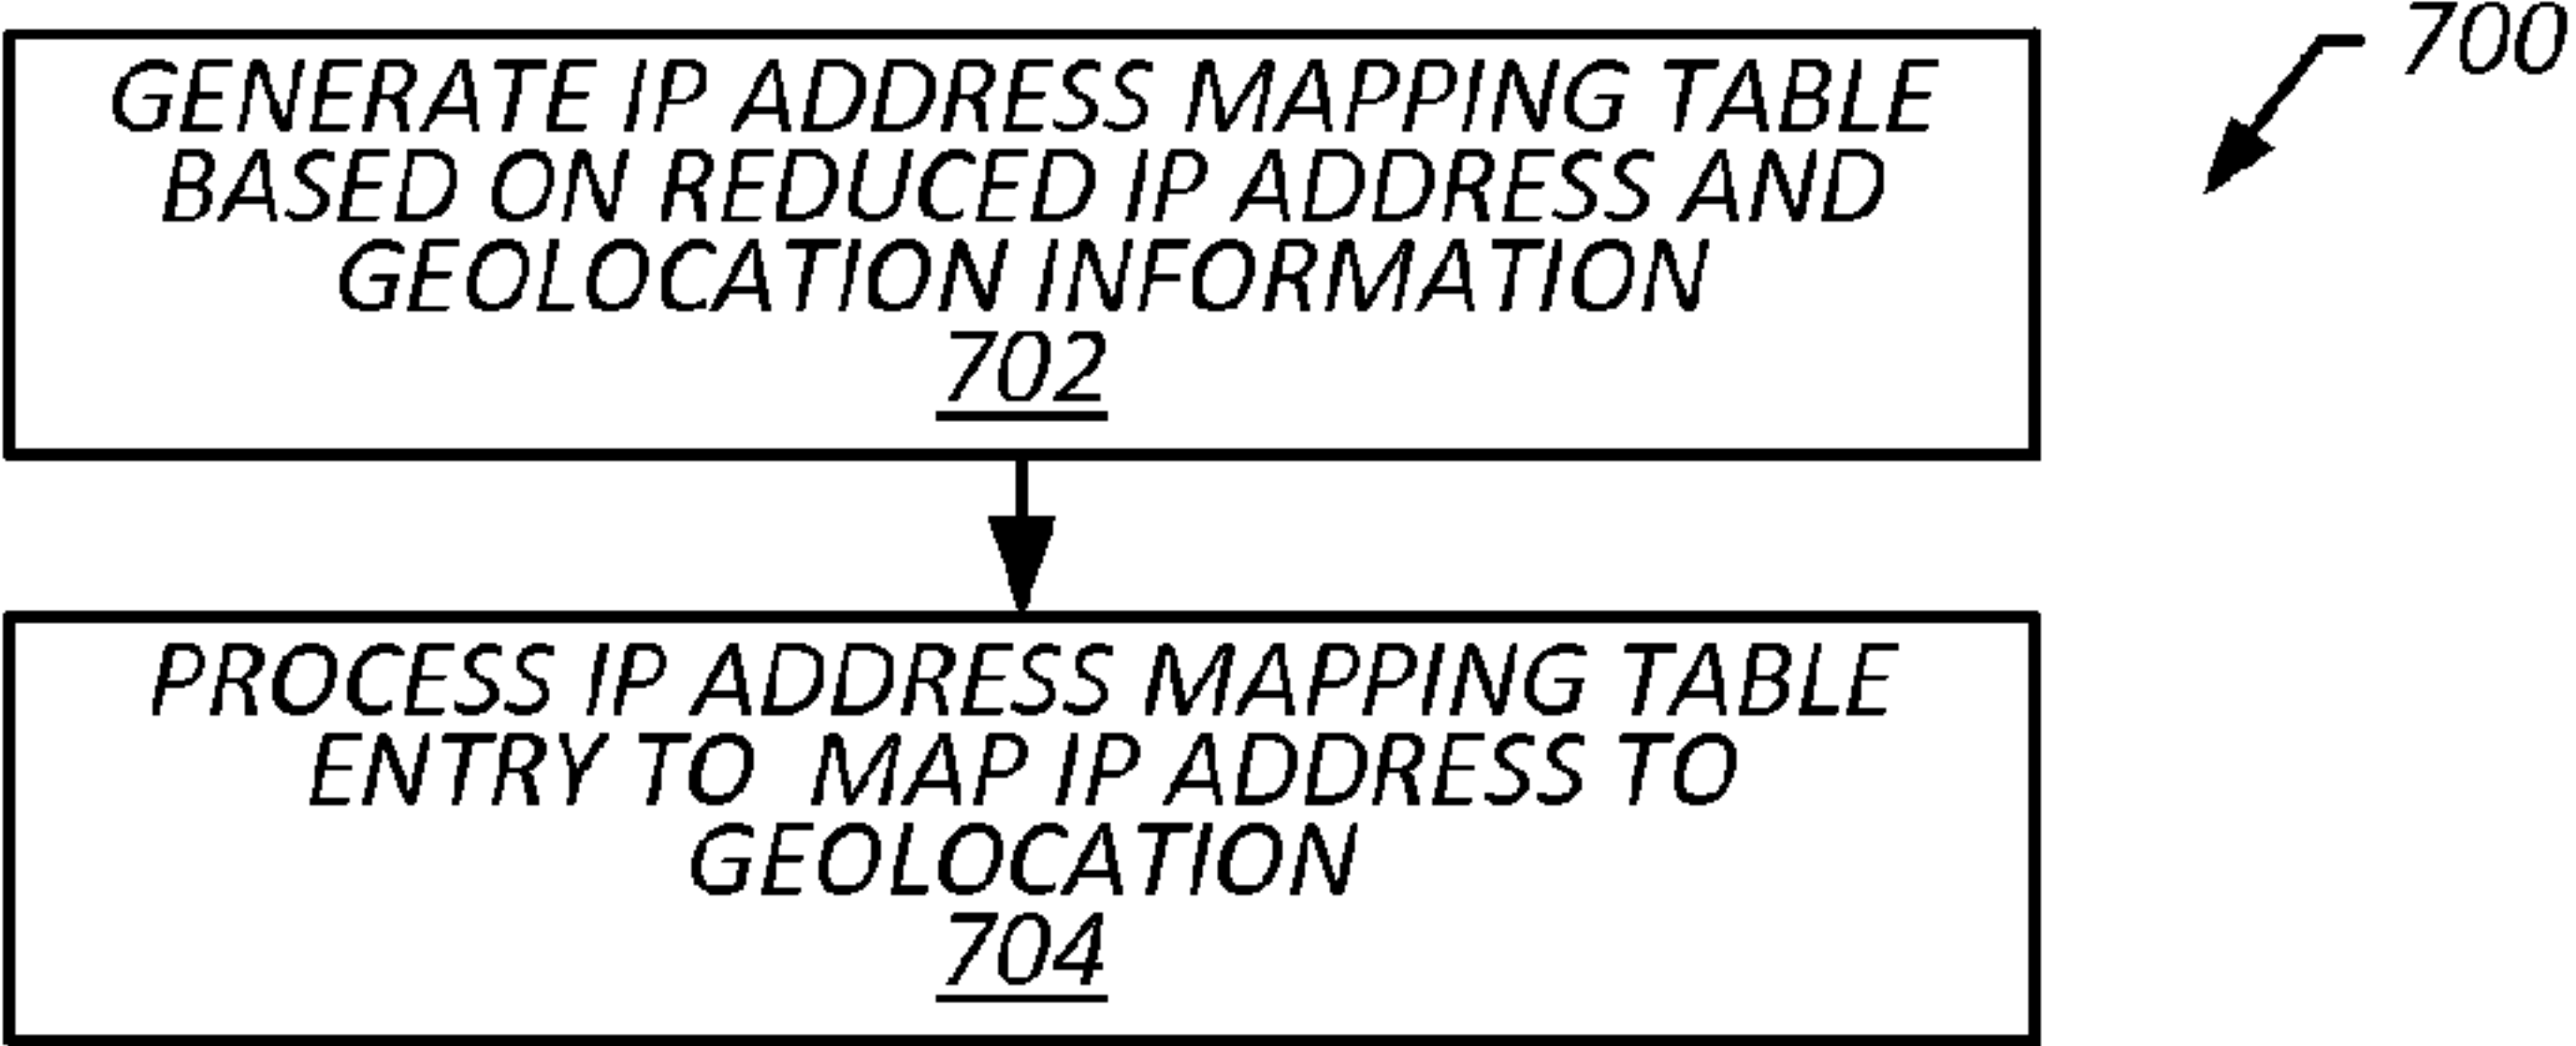 700
GENERATE IP ADDRESS MAPPING TABLE
BASED ON REDUCED IP ADDRESS AND
GEOLOCATION INFORMATION
702
PROCESS IP ADDRESS MAPPING TABLE
ENTRY TO  MAP IP ADDRESS TO
GEOLOCATION
704